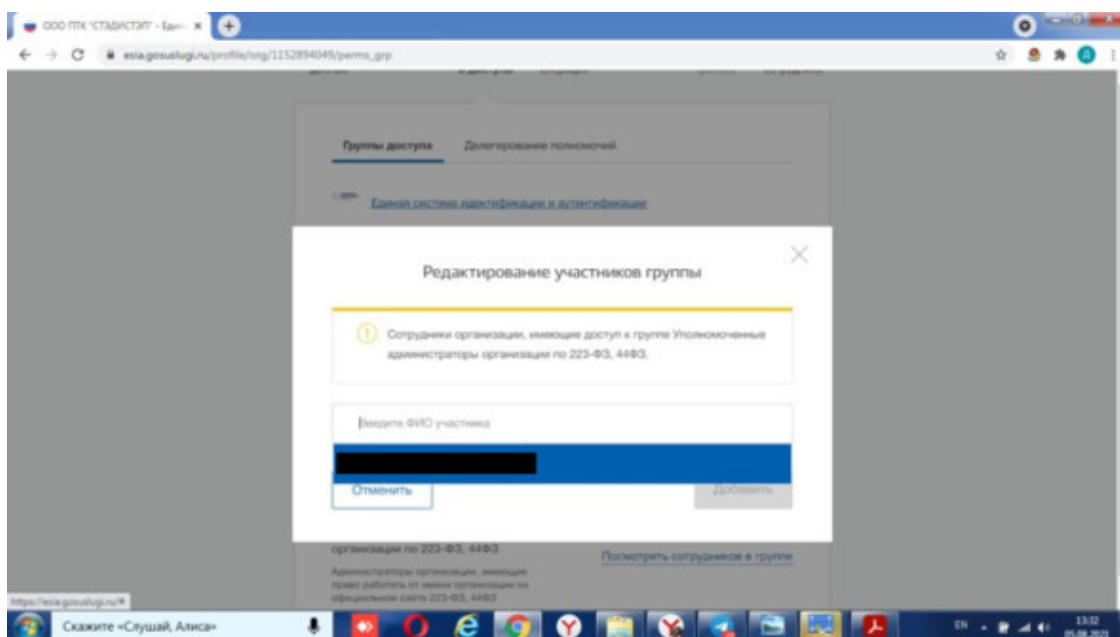 ООО ПТК "СТЭДИСТЭП" - Еди
esia.gosuslugi.ru/profile/org/1152894049/perms_grp
Группы доступа
Делегирование полномочий
Единая система идентификации и аутентификации
Редактирование участников группы
Сотрудники организации, имеющие доступ к группе Уполномоченные
администраторы организации по 223-ФЗ, 44ФЗ.
Введите ФИО участника
Отменить
Добавить
организации по 223-ФЗ, 44ФЗ
Посмотреть сотрудников в группе
Администраторы организации, имеющие
право работать от имени организации на
официальном сайте 223-ФЗ, 44ФЗ
https://esia.gosuslugi.ru/#
Скажите «Слушай, Алиса»
EN
13:32